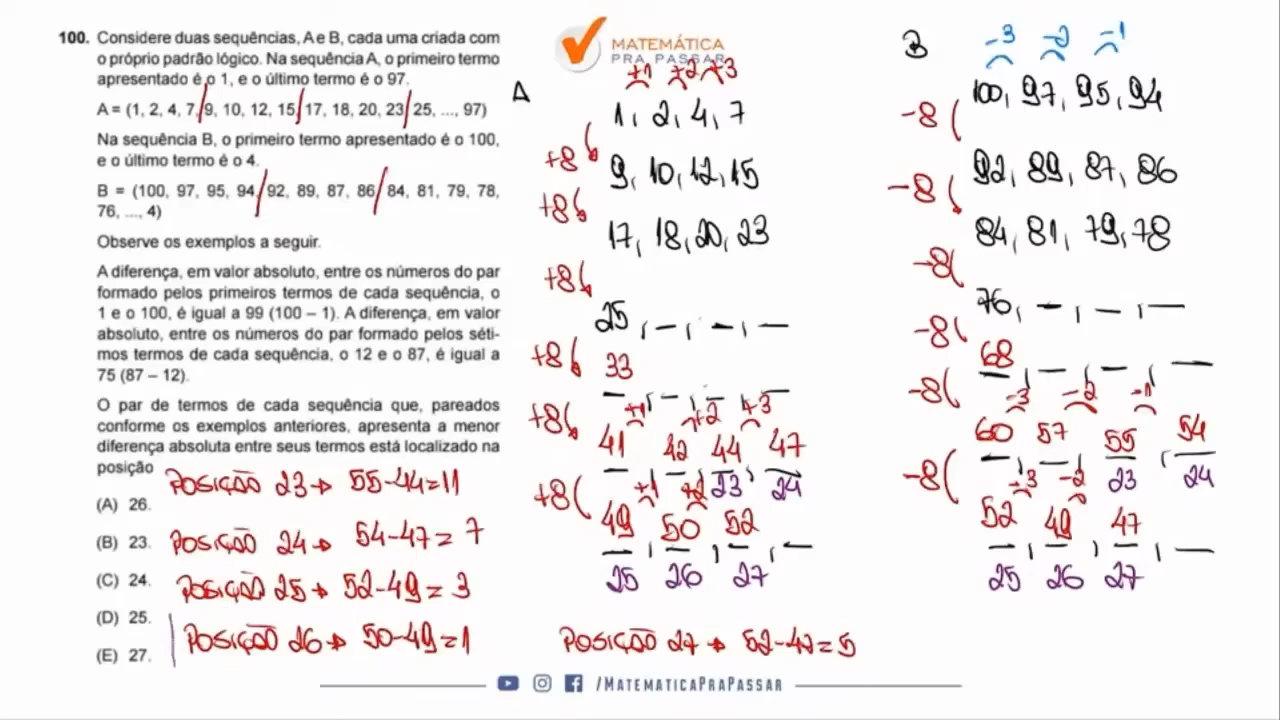 100. Considere duas sequências, A e B, cada uma criada com
o próprio padrão lógico. Na sequência A, o primeiro termo
apresentado é o 1, e o último termo é o 97.
A = (1, 2, 4, 7, 9, 10, 12, 15, 17, 18, 20, 23, 25, ..., 97)
Na sequência B, o primeiro termo apresentado é o 100,
e o último termo é o 4.
B = (100, 97, 95, 94, 92, 89, 87, 86, 84, 81, 79, 78,
76, ..., 4)
Observe os exemplos a seguir.
A diferença, em valor absoluto, entre os números do par
formado pelos primeiros termos de cada sequência, o
1 e o 100, é igual a 99 (100 – 1). A diferença, em valor
absoluto, entre os números do par formado pelos séti-
mos termos de cada sequência, o 12 e o 87, é igual a
75 (87 – 12).
O par de termos de cada sequência que, pareados
conforme os exemplos anteriores, apresenta a menor
diferença absoluta entre seus termos está localizado na
posição
(A) 26.
(B) 23.
(C) 24.
(D) 25.
(E) 27.
POSIÇÃO 23 → 55-44=11
POSIÇÃO 24 → 54-47= 7
POSIÇÃO 25 → 52-49= 3
POSIÇÃO 26 → 50-49=1
MATEMÁTICA
PRA PASSAR
A
+1 +2 +3
1, 2, 4, 7
+8
9, 10, 12, 15
+8
17, 18, 20, 23
+8
25, _, _, _
+8
33
_, _, _, _
+8
+1 +2 +3
41 42 44 47
23 24
+8
+1 +2
49, 50, 52, _
25 26 27
POSIÇÃO 27 → 52-47=5
B
-3 -2 -1
100, 97, 95, 94
-8
92, 89, 87, 86
-8
84, 81, 79, 78
-8
76, _, _, _
-8
68, _, _, _
-8
-3 -2 -1
60, 57, 55, 54
23 24
-8
-3 -2
52, 49, 47, _
25 26 27
/MATEMATICAPRAPASSAR